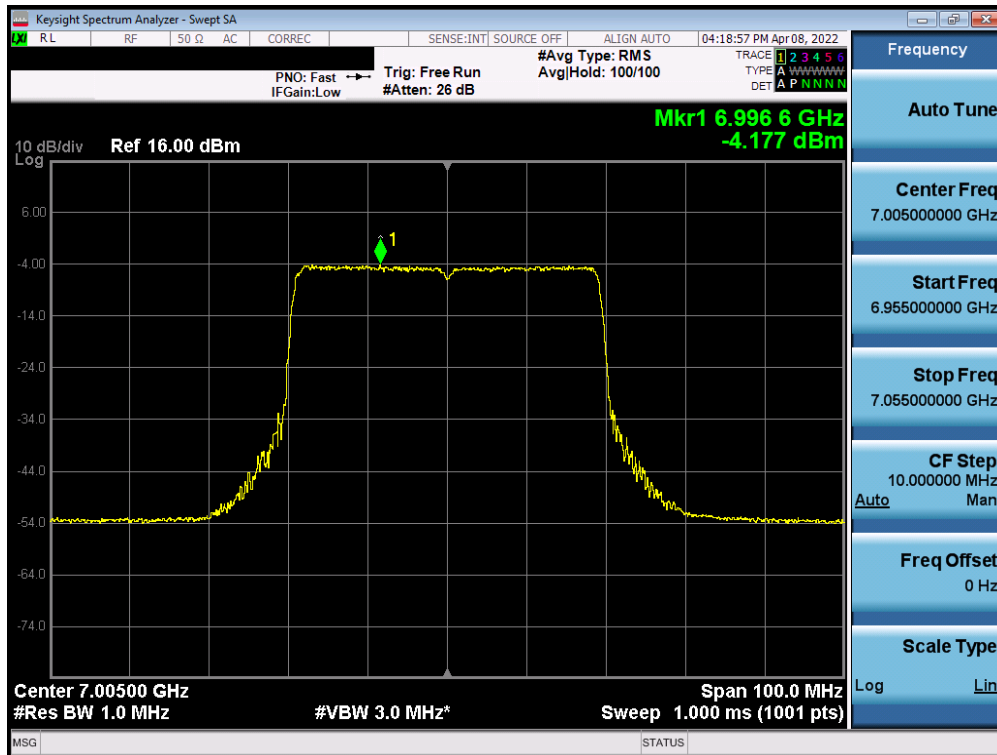 Keysight Spectrum Analyzer - Swept SA
LXI RL RF 50 Ω AC CORREC SENSE:INT SOURCE OFF ALIGN AUTO 04:18:57 PM Apr 08, 2022
PNO: Fast
IFGain:Low
Trig: Free Run
#Atten: 26 dB
#Avg Type: RMS
Avg|Hold: 100/100
TRACE 1 2 3 4 5 6
TYPE A W W W W W
DET A P N N N N
Mkr1 6.996 6 GHz
-4.177 dBm
10 dB/div Ref 16.00 dBm
Log
6.00
-4.00
-14.0
-24.0
-34.0
-44.0
-54.0
-64.0
-74.0
1
Center 7.00500 GHz Span 100.0 MHz
#Res BW 1.0 MHz #VBW 3.0 MHz* Sweep 1.000 ms (1001 pts)
MSG STATUS
Frequency
Auto Tune
Center Freq
7.005000000 GHz
Start Freq
6.955000000 GHz
Stop Freq
7.055000000 GHz
CF Step
10.000000 MHz
Auto Man
Freq Offset
0 Hz
Scale Type
Log Lin